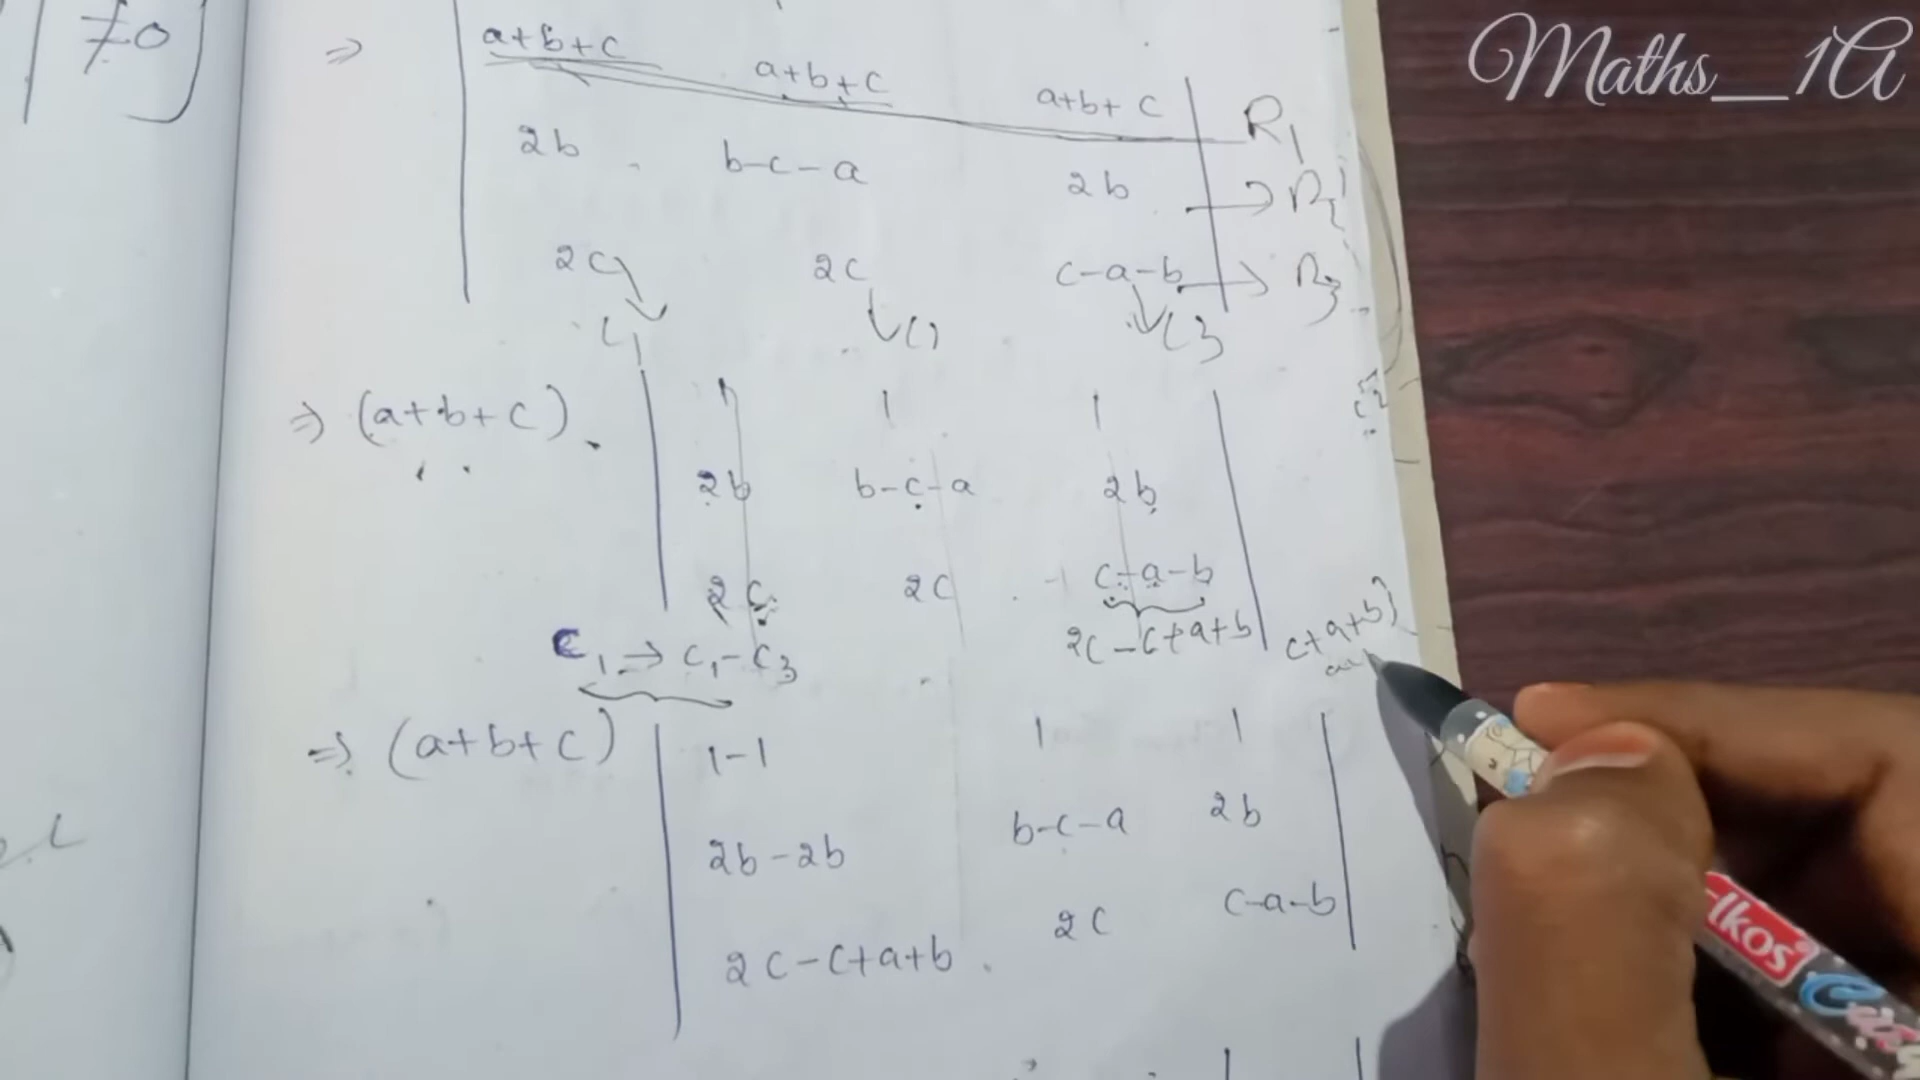 Maths_1A
≠0
⇒ | a+b+c a+b+c a+b+c | R1
2b b-c-a 2b → R2
2c 2c c-a-b → R3
C1 C3
⇒ (a+b+c) | 1 1 1 |
2b b-c-a 2b
2c 2c c-a-b
2c-c+a+b c+a+b
C1 → C1-C3
⇒ (a+b+c) | 1-1 1 1 |
2b-2b b-c-a 2b
2c-c+a+b 2c c-a-b
lkos